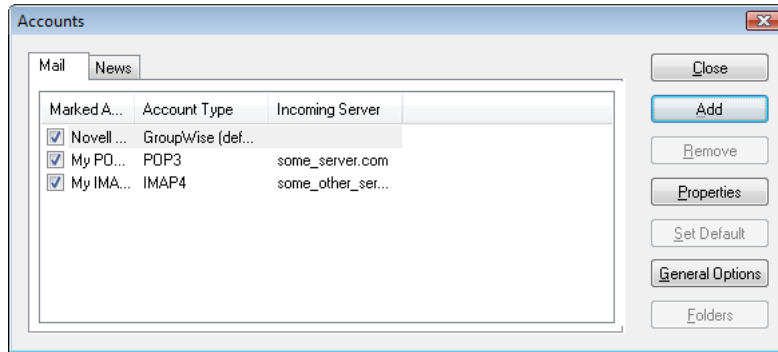 Accounts
Mail News
Marked A... Account Type Incoming Server
Novell ... GroupWise (def...
My PO... POP3 some_server.com
My IMA... IMAP4 some_other_ser...
Close
Add
Remove
Properties
Set Default
General Options
Folders